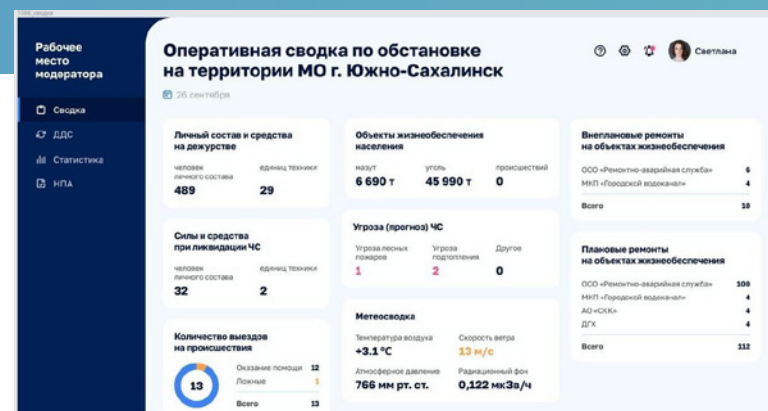 Рабочее
место
модератора
Сводка
ДДС
Статистика
НПА
Оперативная сводка по обстановке
на территории МО г. Южно-Сахалинск
26 сентября
Светлана
Личный состав и средства
на дежурстве
человек
личного состава
единиц техники
489
29
Силы и средства
при ликвидации ЧС
человек
личного состава
единиц техники
32
2
Количество выездов
на происшествия
13
Оказание помощи 12
Ложные 1
Всего 13
Объекты жизнеобеспечения
населения
мазут уголь происшествий
6 690 т 45 990 т 0
Угроза (прогноз) ЧС
Угроза лесных
пожаров
Угроза
подтопления
Другое
1 2 0
Метеосводка
Температура воздуха Скорость ветра
+3.1 °C 13 м/с
Атмосферное давление Радиационный фон
766 мм рт. ст. 0,122 мкЗв/ч
Внеплановые ремонты
на объектах жизнеобеспечения
ООО «Ремонтно-аварийная служба» 6
МКП «Городской водоканал» 4
Всего 10
Плановые ремонты
на объектах жизнеобеспечения
ООО «Ремонтно-аварийная служба» 100
МКП «Городской водоканал» 4
АО «СКК» 4
ДГХ 4
Всего 112